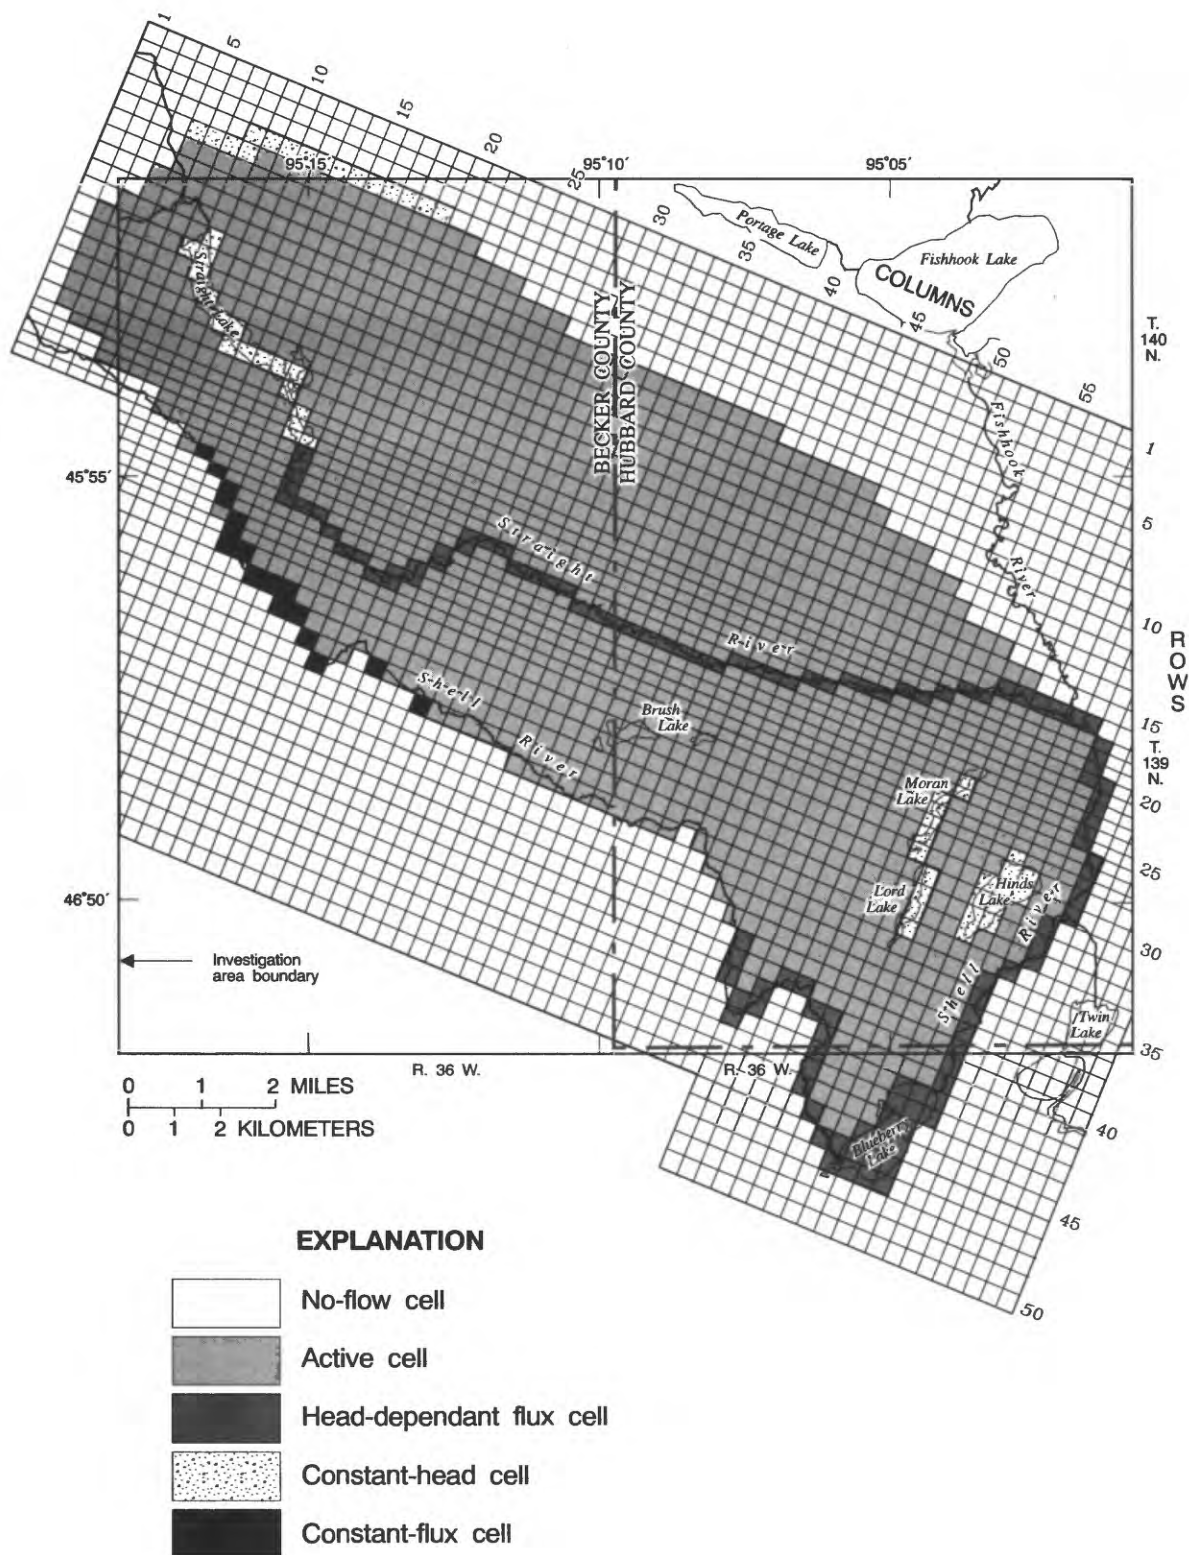 1
5
10
15
20
25
30
35
40
45
50
55
COLUMNS
95°15'
95°10'
95°05'
Portage Lake
Fishhook Lake
T.
140
N.
BECKER COUNTY
HUBBARD COUNTY
Straight Lake
Fishhook
River
45°55'
1
5
10
15
20
25
30
35
40
45
50
ROWS
Straight
River
T.
139
N.
Shell
River
Brush
Lake
Moran
Lake
Lord
Lake
Hinds
Lake
Shell
River
46°50'
Investigation
area boundary
Twin
Lake
R. 36 W.
R. 36 W.
Blueberry
Lake
0 1 2 MILES
0 1 2 KILOMETERS
EXPLANATION
No-flow cell
Active cell
Head-dependant flux cell
Constant-head cell
Constant-flux cell